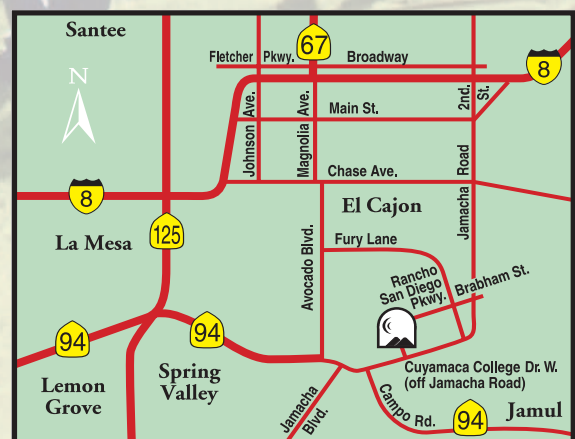 Santee
N
67
Fletcher Pkwy. Broadway
8
Johnson Ave.
Magnolia Ave.
2nd. St.
Main St.
Chase Ave.
8
El Cajon
Jamacha Road
La Mesa
125
Avocado Blvd.
Fury Lane
Rancho
San Diego
Pkwy.
Brabham St.
94
94
Cuyamaca College Dr. W.
(off Jamacha Road)
Lemon
Grove
Spring
Valley
Jamacha
Blvd.
Campo Rd.
94
Jamul